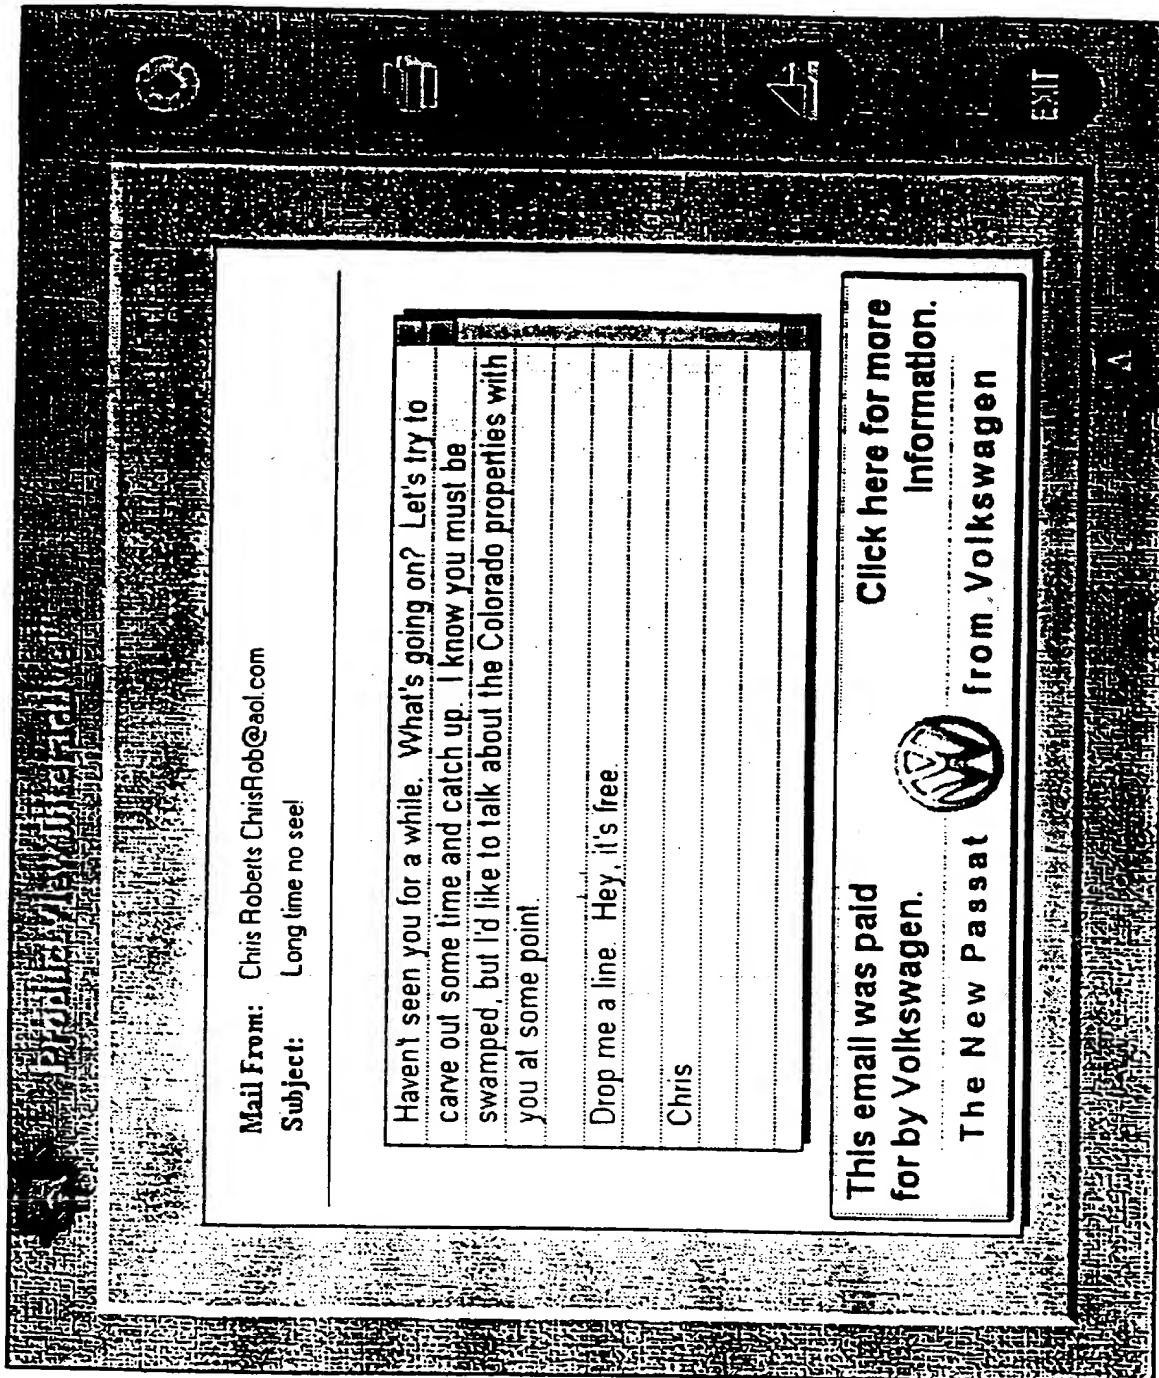 Mail From: Chris Roberts ChrisRob@aol.com
Subject: Long time no see!
Haven't seen you for a while. What's going on? Let's try to
carve out some time and catch up. I know you must be
swamped, but I'd like to talk about the Colorado properties with
you at some point.
Drop me a line. Hey, it's free.
Chris
This email was paid
for by Volkswagen.
Click here for more
Information.
The New Passat
from Volkswagen
EXIT